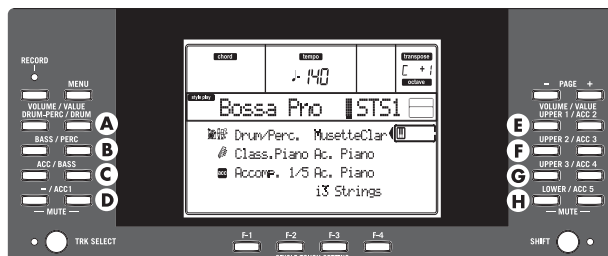 chord tempo transpose
RECORD
♩- 140 C +1
octave
MENU - PAGE +
style play
VOLUME / VALUE VOLUME / VALUE
DRUM-PERC / DRUM A Bossa Pro STS1 E UPPER 1 / ACC 2
Drum/Perc. MusetteClar
BASS / PERC B F UPPER 2 / ACC 3
Class.Piano Ac. Piano
ACC / BASS C ACC Accomp. 1/5 Ac. Piano G UPPER 3 / ACC 4
- / ACC1 D i3 Strings H LOWER / ACC 5
MUTE MUTE
F-1 F-2 F-3 F-4
TRK SELECT SHIFT